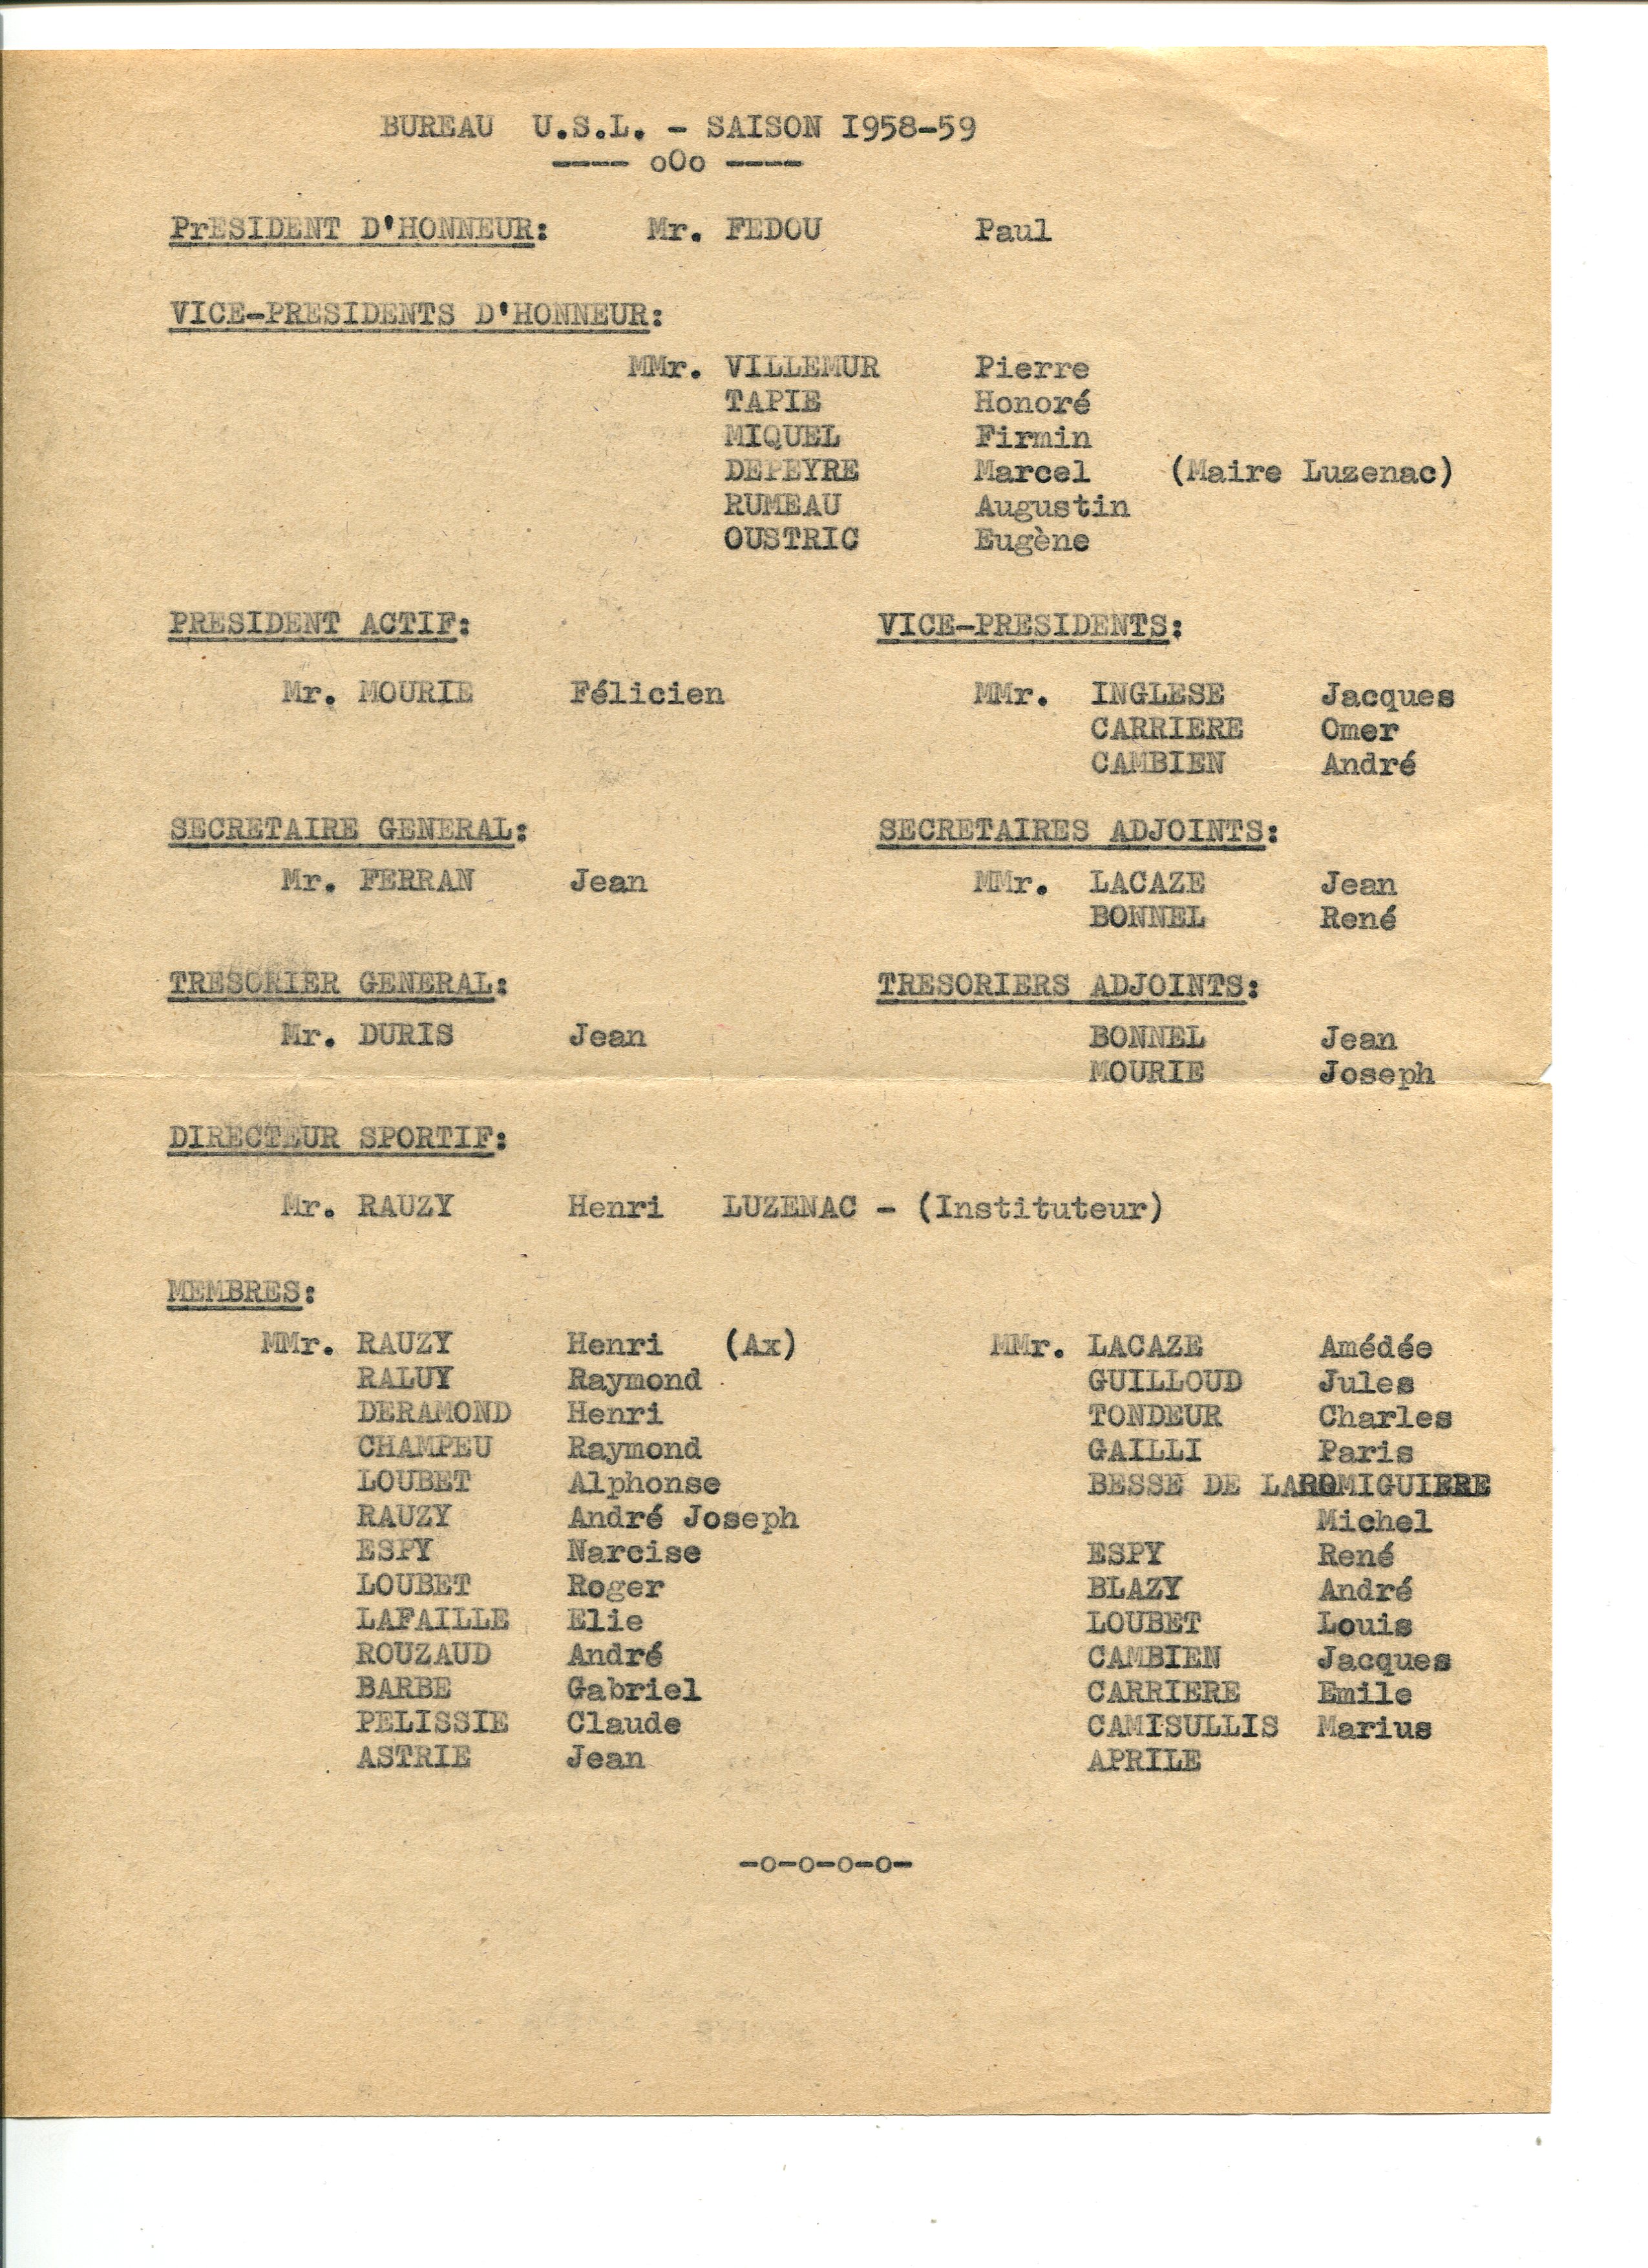 BUREAU U.S.L. - SAISON I958-59
---- oOo ----
PrESIDENT D'HONNEUR: Mr. FEDOU Paul
VICE-PRESIDENTS D'HONNEUR:
MMr. VILLEMUR Pierre
TAPIE Honoré
MIQUEL Firmin
DEPEYRE Marcel (Maire Luzenac)
RUMEAU Augustin
OUSTRIC Eugène
PRESIDENT ACTIF:
Mr. MOURIE Félicien
VICE-PRESIDENTS:
MMr. INGLESE Jacques
CARRIERE Omer
CAMBIEN André
SECRETAIRE GENERAL:
Mr. FERRAN Jean
SECRETAIRES ADJOINTS:
MMr. LACAZE Jean
BONNEL René
TRESORIER GENERAL:
Mr. DURIS Jean
TRESORIERS ADJOINTS:
BONNEL Jean
MOURIE Joseph
DIRECTEUR SPORTIF:
Mr. RAUZY Henri LUZENAC - (Instituteur)
MEMBRES:
MMr. RAUZY Henri (Ax)
RALUY Raymond
DERAMOND Henri
CHAMPEU Raymond
LOUBET Alphonse
RAUZY André Joseph
ESPY Narcise
LOUBET Roger
LAFAILLE Elie
ROUZAUD André
BARBE Gabriel
PELISSIE Claude
ASTRIE Jean
MMr. LACAZE Amédée
GUILLOUD Jules
TONDEUR Charles
GAILLI Paris
BESSE DE LAROMIGUIERE
Michel
ESPY René
BLAZY André
LOUBET Louis
CAMBIEN Jacques
CARRIERE Emile
CAMISULLIS Marius
APRILE
-o-o-o-o-